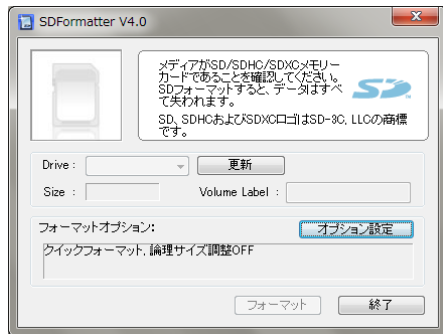 SDFormatter V4.0
メディアがSD/SDHC/SDXCメモリー
カードであることを確認してください。
SDフォーマットすると、データはすべ
て失われます。
SD、SDHCおよびSDXCロゴはSD-3C, LLCの商標
です。
SD
Drive :
更新
Size :
Volume Label :
フォーマットオプション:
オプション設定
クイックフォーマット, 論理サイズ調整OFF
フォーマット
終了